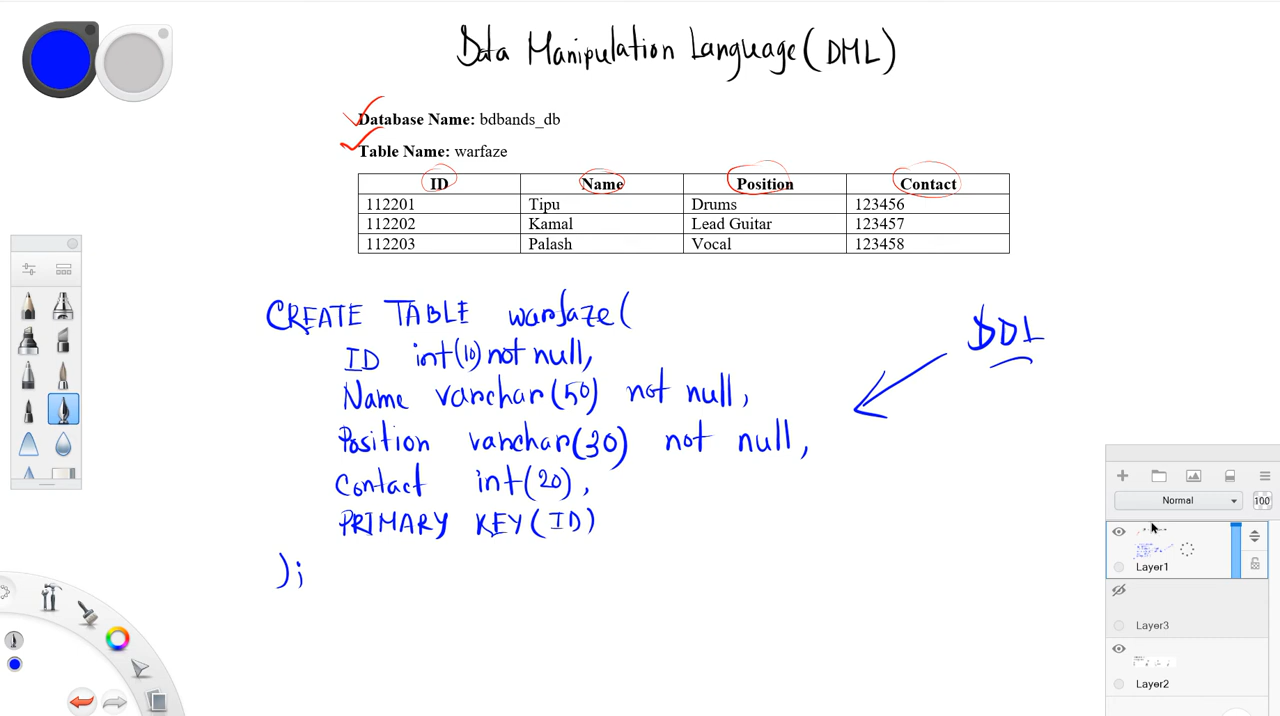 Data Manipulation Language(DML)
Database Name: bdbands_db
Table Name: warfaze
ID Name Position Contact
112201 Tipu Drums 123456
112202 Kamal Lead Guitar 123457
112203 Palash Vocal 123458
CREATE TABLE warfaze(
DDL
ID int(10) not null,
Name varchar(50) not null,
Position varchar(30) not null,
Contact int(20),
PRIMARY KEY(ID)
);
Normal 100
Layer1
Layer3
Layer2